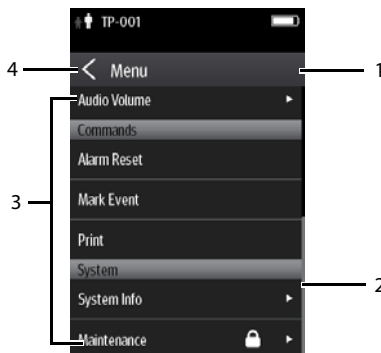 TP-001
4
Menu
1
Audio Volume
Commands
Alarm Reset
Mark Event
3
Print
System
2
System Info
Maintenance